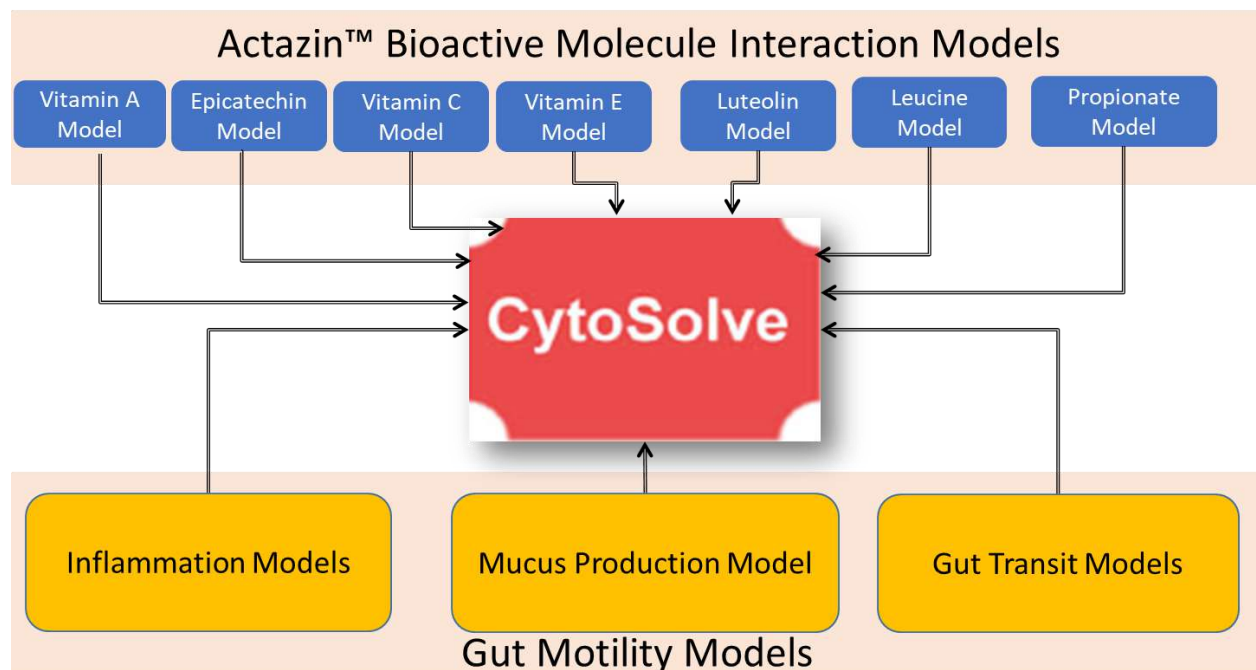 Actazin™ Bioactive Molecule Interaction Models
Vitamin A
Model
Epicatechin
Model
Vitamin C
Model
Vitamin E
Model
Luteolin
Model
Leucine
Model
Propionate
Model
CytoSolve
Inflammation Models
Mucus Production Model
Gut Transit Models
Gut Motility Models